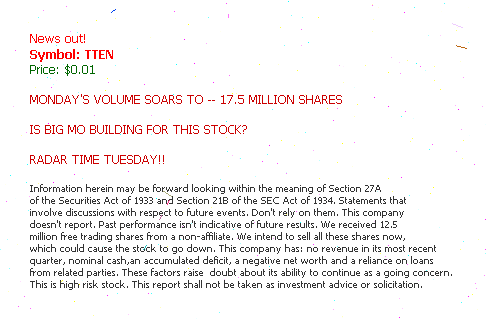 News out!
Symbol: TTEN
Price: $0.01
MONDAY'S VOLUME SOARS TO -- 17.5 MILLION SHARES
IS BIG MO BUILDING FOR THIS STOCK?
RADAR TIME TUESDAY!!
Information herein may be forward looking within the meaning of Section 27A
of the Securities Act of 1933 and Section 21B of the SEC Act of 1934. Statements that
involve discussions with respect to future events. Don't rely on them. This company
doesn't report. Past performance isn't indicative of future results. We received 12.5
million free trading shares from a non-affiliate. We intend to sell all these shares now,
which could cause the stock to go down. This company has: no revenue in its most recent
quarter, nominal cash,an accumulated deficit, a negative net worth and a reliance on loans
from related parties. These factors raise  doubt about its ability to continue as a going concern.
This is high risk stock. This report shall not be taken as investment advice or solicitation.